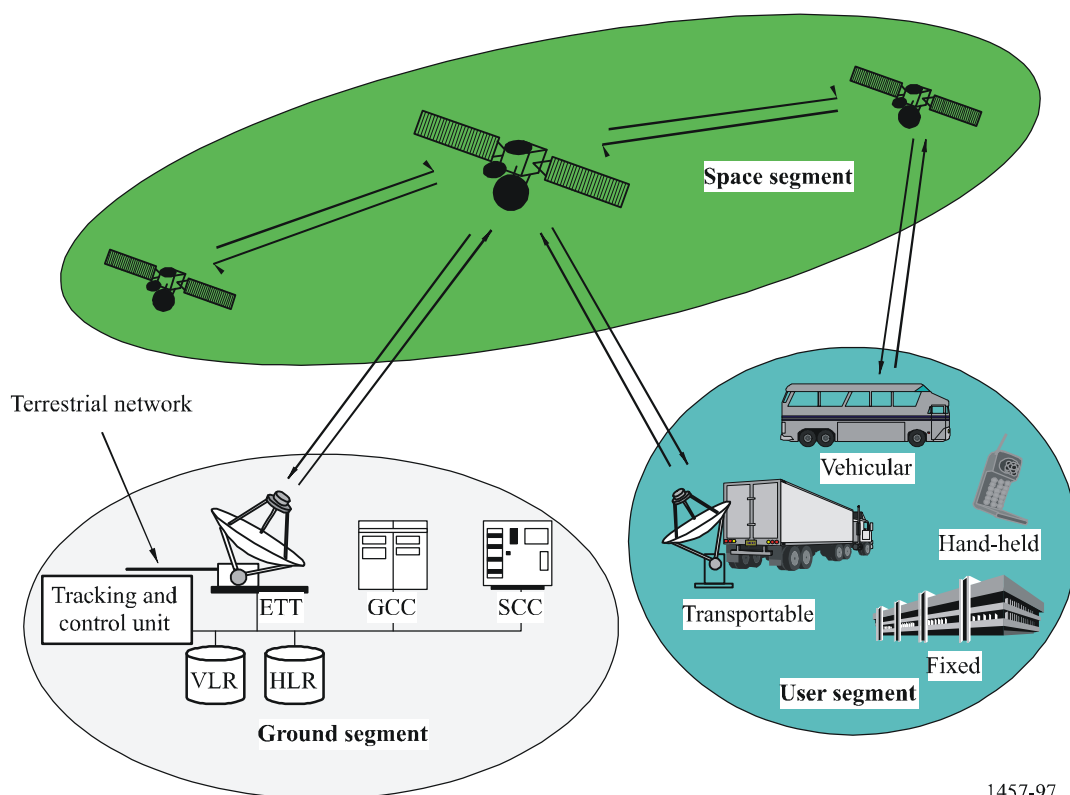 Space segment
Terrestrial network
Vehicular
Hand-held
Tracking and
control unit
ETT
GCC
SCC
Transportable
VLR
HLR
Fixed
User segment
Ground segment
1457-97